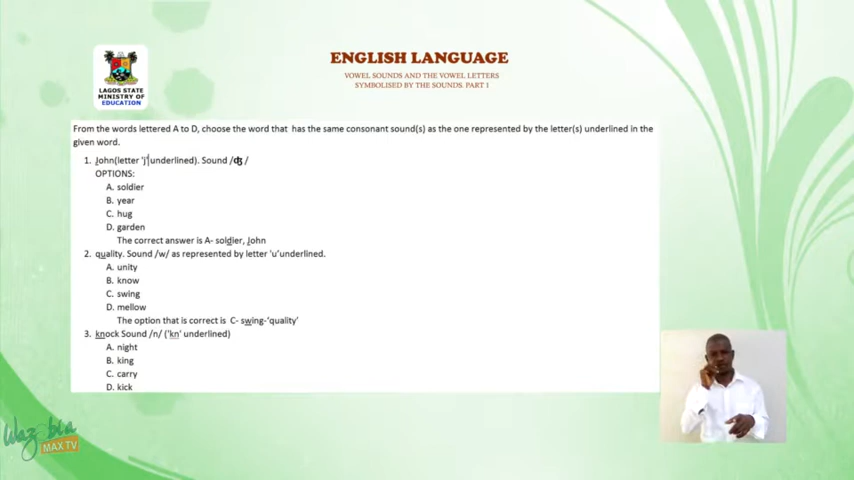 LAGOS STATE
MINISTRY OF
EDUCATION
ENGLISH LANGUAGE
VOWEL SOUNDS AND THE VOWEL LETTERS
SYMBOLISED BY THE SOUNDS. PART 1
From the words lettered A to D, choose the word that has the same consonant sound(s) as the one represented by the letter(s) underlined in the
given word.
1. John(letter 'j' underlined). Sound /ʤ /
OPTIONS:
A. soldier
B. year
C. hug
D. garden
The correct answer is A- soldier, John
2. quality. Sound /w/ as represented by letter 'u'underlined.
A. unity
B. know
C. swing
D. mellow
The option that is correct is C- swing-'quality'
3. knock Sound /n/ ('kn' underlined)
A. night
B. king
C. carry
D. kick
Wazobia
MAX TV